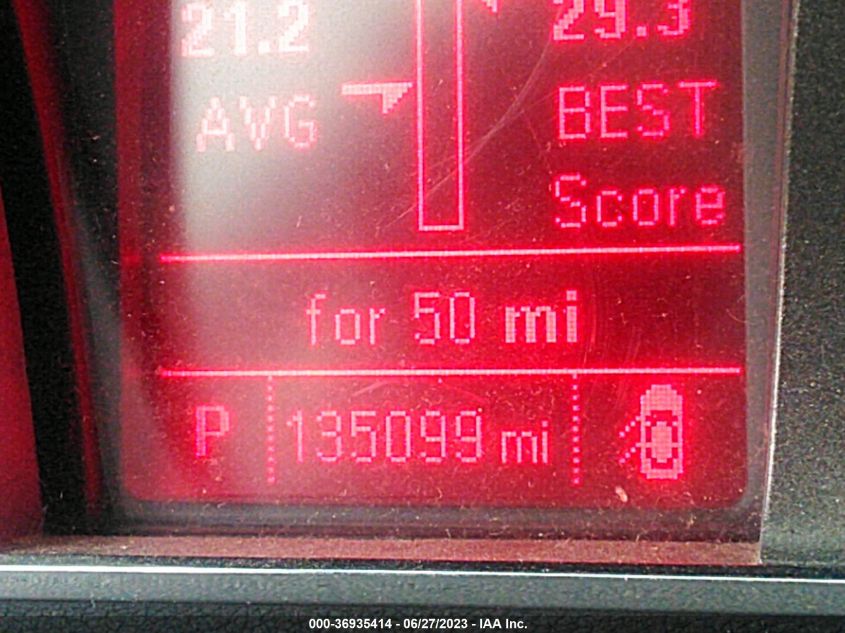 21.2 29.3
AVG BEST
Score
for 50 mi
P 135099 mi
000-36935414 - 06/27/2023 - IAA Inc.